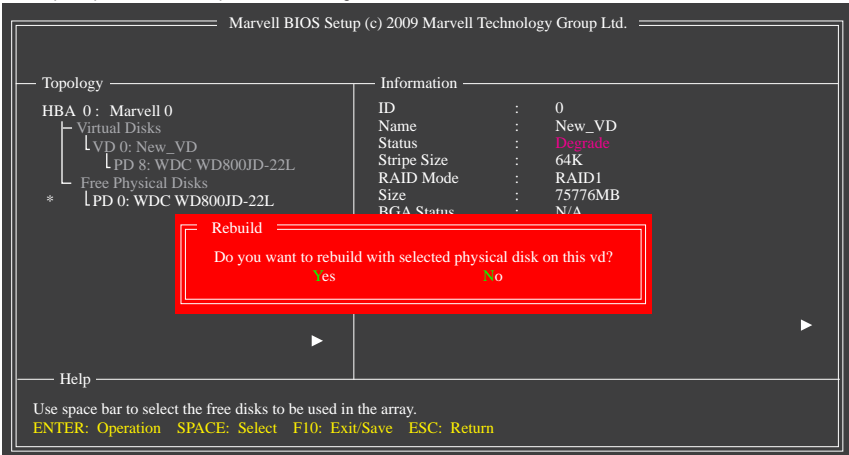 Marvell BIOS Setup (c) 2009 Marvell Technology Group Ltd.
Topology
HBA 0 : Marvell 0
Virtual Disks
VD 0: New_VD
PD 8: WDC WD800JD-22L
Free Physical Disks
* PD 0: WDC WD800JD-22L
Information
ID : 0
Name : New_VD
Status : Degrade
Stripe Size : 64K
RAID Mode : RAID1
Size : 75776MB
BGA Status : N/A
Rebuild
Do you want to rebuild with selected physical disk on this vd?
Yes No
Help
Use space bar to select the free disks to be used in the array.
ENTER: Operation SPACE: Select F10: Exit/Save ESC: Return